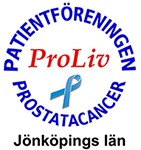 PATIENTFÖRENINGEN
ProLiv
PROSTATACANCER
Jönköpings län